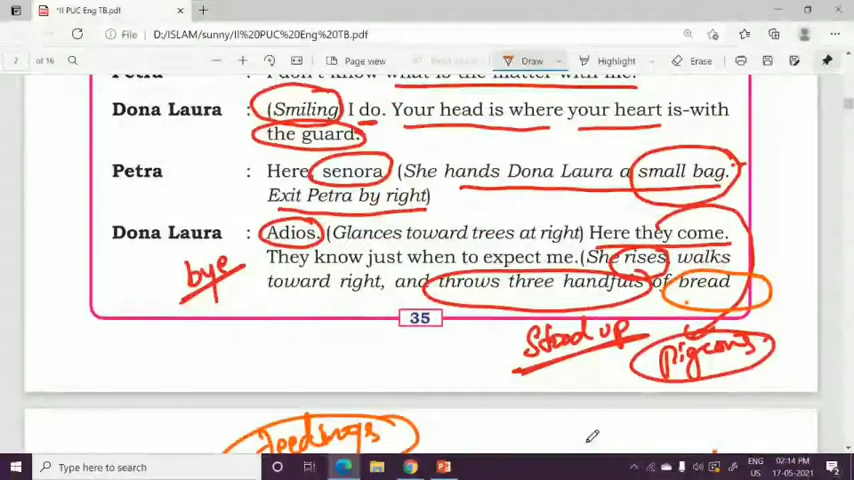 *II PUC Eng TB.pdf
File
D:/ISLAM/sunny/II%20PUC%20Eng%20TB.pdf
2 of 16
Page view
Read aloud
Draw
Highlight
Erase
Petra : I don't know what is the matter with me.
Dona Laura : (Smiling) I do. Your head is where your heart is-with
the guard.
Petra : Here, senora (She hands Dona Laura a small bag.
Exit Petra by right)
Dona Laura : Adios. (Glances toward trees at right) Here they come.
They know just when to expect me.(She rises, walks
toward right, and throws three handfuls of bread
bye
35
Stood up
pigeons
feedings
Type here to search
ENG
US
02:14 PM
17-05-2021
2